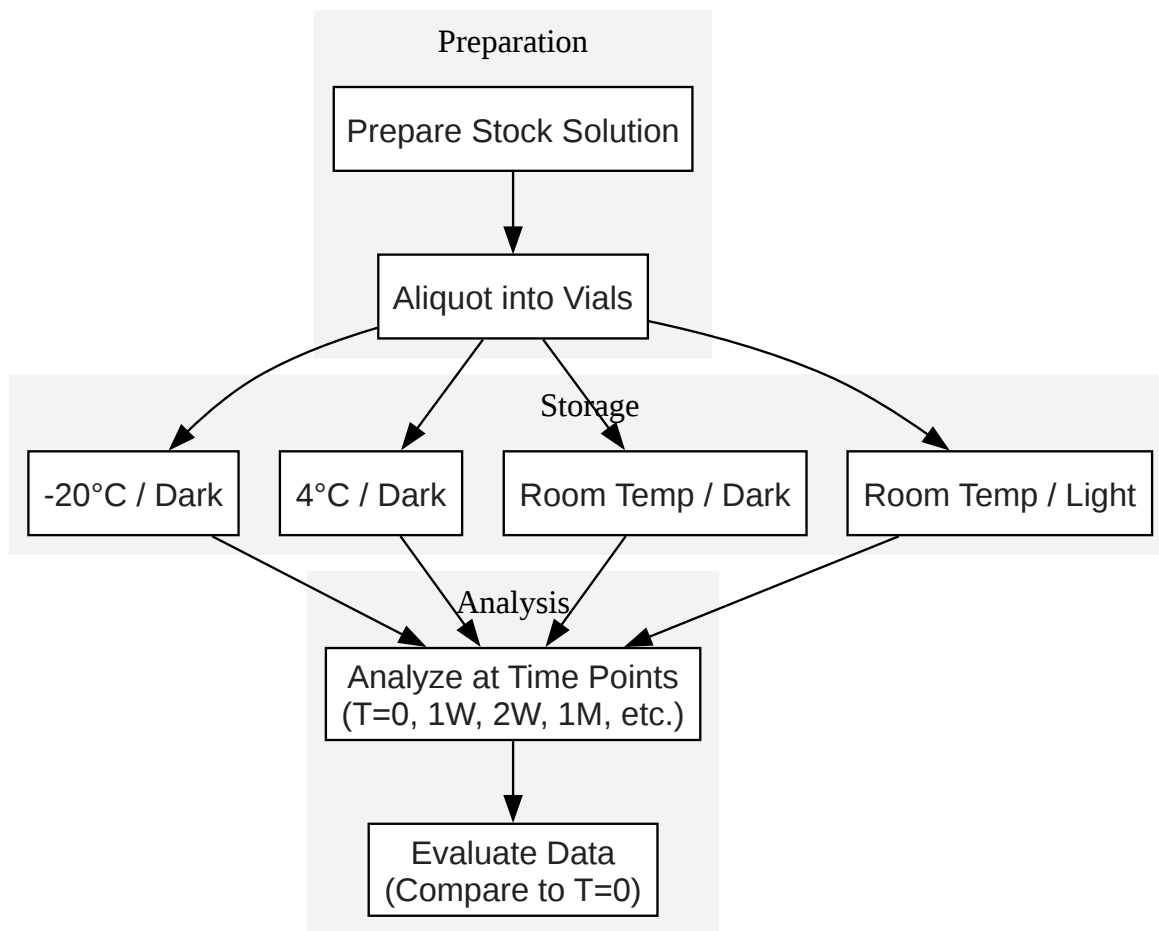 Preparation
Prepare Stock Solution
Aliquot into Vials
Storage
-20°C / Dark
4°C / Dark
Room Temp / Dark
Room Temp / Light
Analysis
Analyze at Time Points
(T=0, 1W, 2W, 1M, etc.)
Evaluate Data
(Compare to T=0)